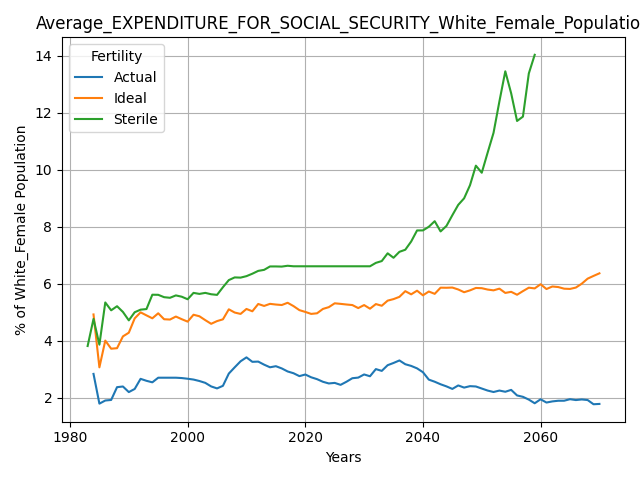 Average_EXPENDITURE_FOR_SOCIAL_SECURITY_White_Female_Populatio
Fertility
Actual
Ideal
Sterile
% of White_Female Population
14
12
10
8
6
4
2
1980
2000
2020
2040
2060
Years